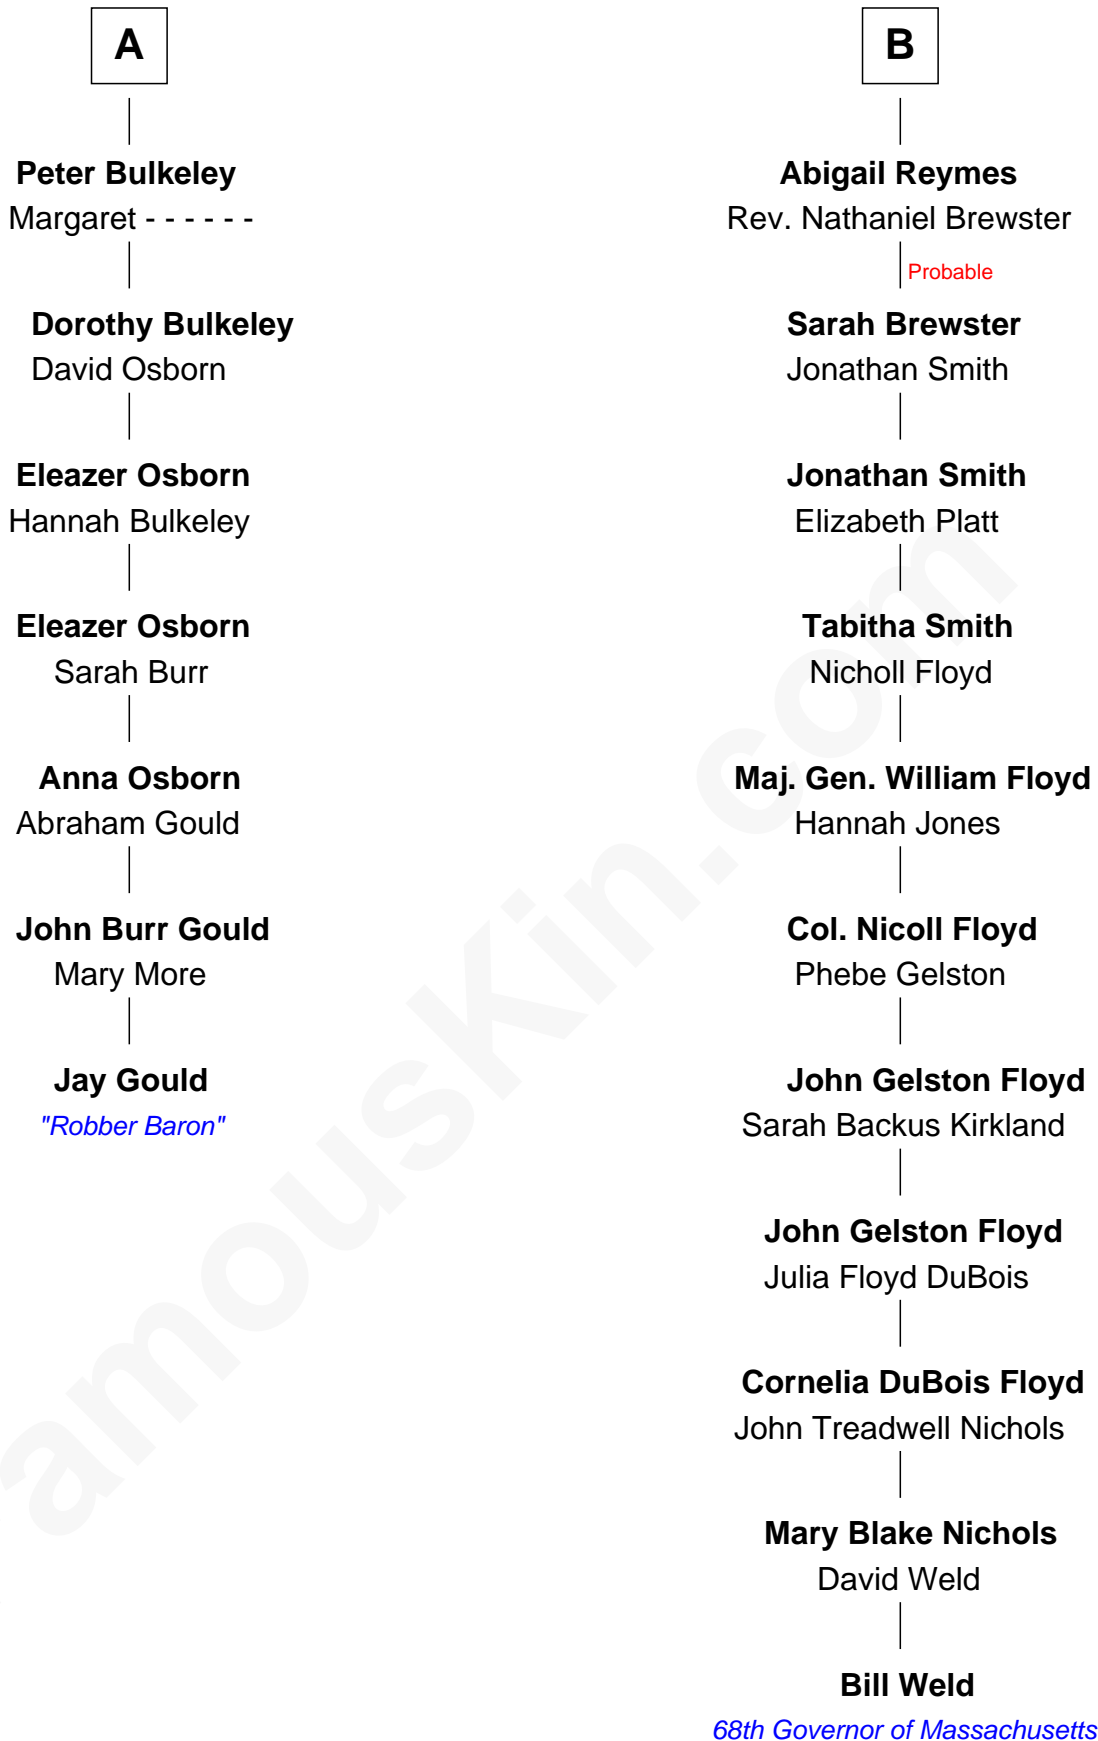 A
Peter Bulkeley
Margaret - - - - - -
Dorothy Bulkeley
David Osborn
Eleazer Osborn
Hannah Bulkeley
Eleazer Osborn
Sarah Burr
Anna Osborn
Abraham Gould
John Burr Gould
Mary More
Jay Gould
"Robber Baron"
B
Abigail Reymes
Rev. Nathaniel Brewster
Probable
Sarah Brewster
Jonathan Smith
Jonathan Smith
Elizabeth Platt
Tabitha Smith
Nicholl Floyd
Maj. Gen. William Floyd
Hannah Jones
Col. Nicoll Floyd
Phebe Gelston
John Gelston Floyd
Sarah Backus Kirkland
John Gelston Floyd
Julia Floyd DuBois
Cornelia DuBois Floyd
John Treadwell Nichols
Mary Blake Nichols
David Weld
Bill Weld
68th Governor of Massachusetts
amouskin.com